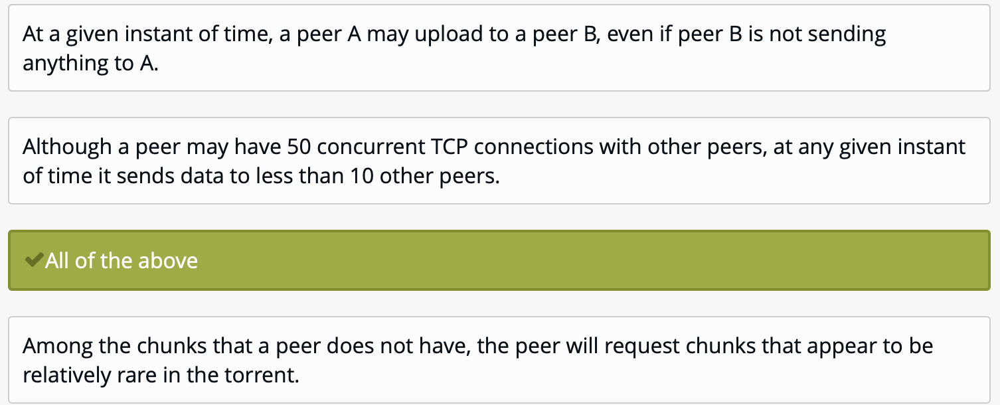 At a given instant of time, a peer A may upload to a peer B, even if peer B is not sending
anything to A.
Although a peer may have 50 concurrent TCP connections with other peers, at any given instant
of time it sends data to less than 10 other peers.
All of the above
Among the chunks that a peer does not have, the peer will request chunks that appear to be
relatively rare in the torrent.